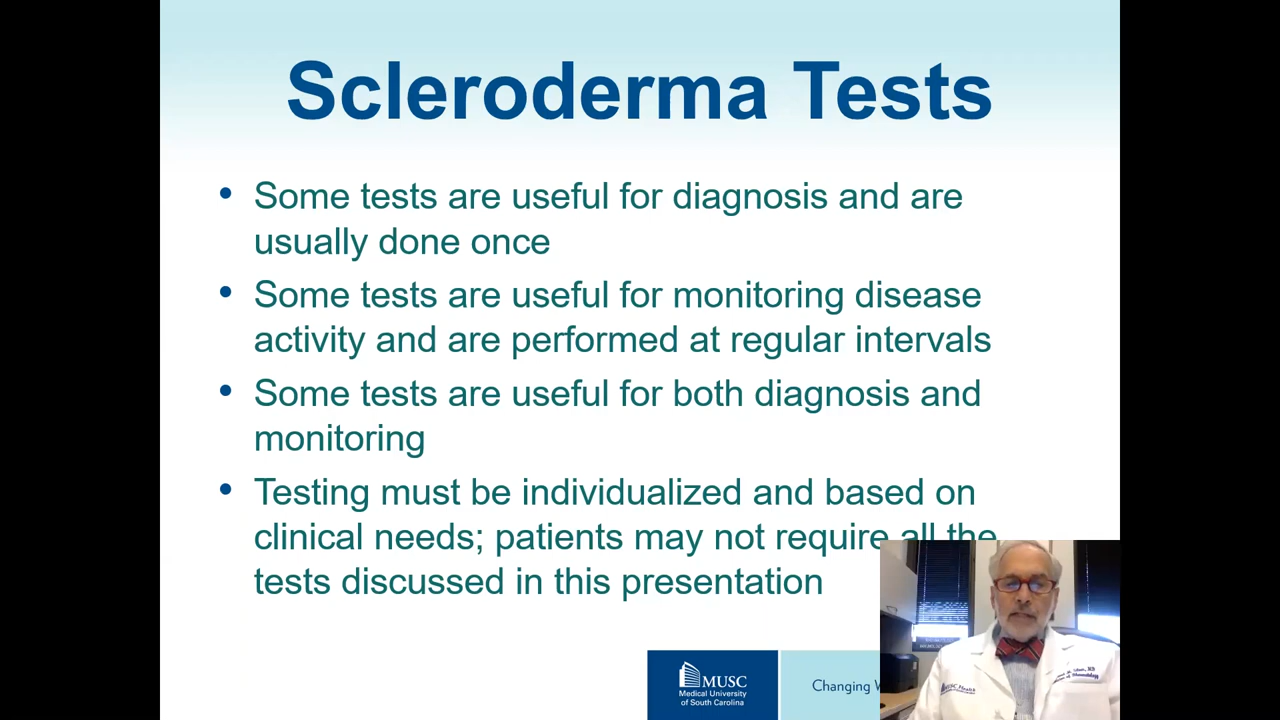 Scleroderma Tests
• Some tests are useful for diagnosis and are
usually done once
• Some tests are useful for monitoring disease
activity and are performed at regular intervals
• Some tests are useful for both diagnosis and
monitoring
• Testing must be individualized and based on
clinical needs; patients may not require all the
tests discussed in this presentation
MUSC
Medical University
of South Carolina
Changing
MUSC Health